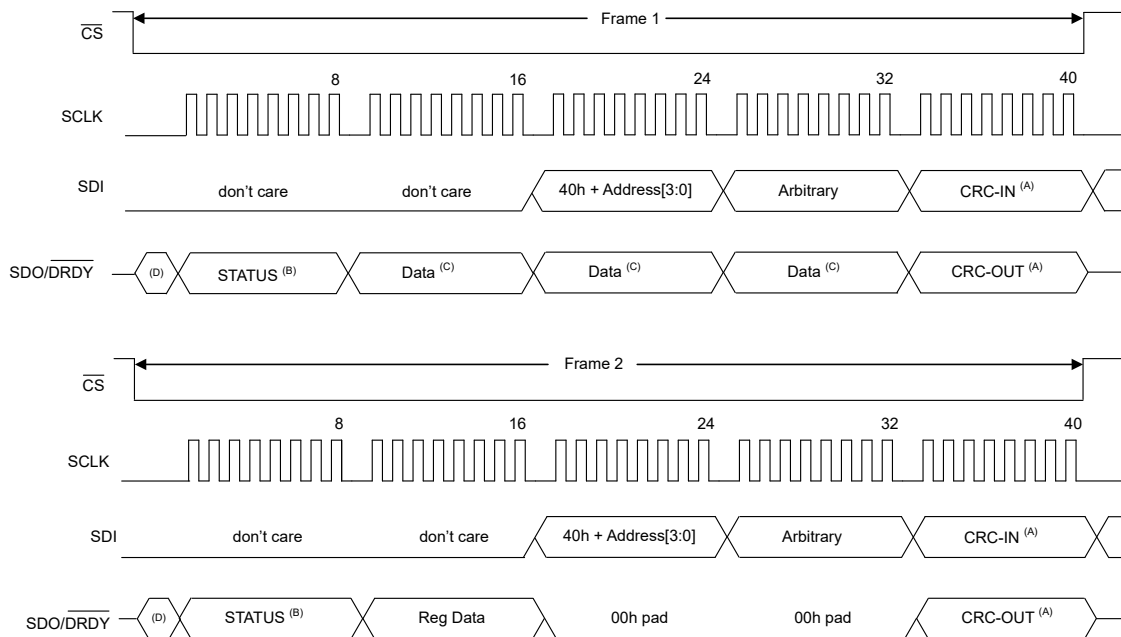 Frame 1
CS
8 16 24 32 40
SCLK
SDI don't care don't care 40h + Address[3:0] Arbitrary CRC-IN (A)
SDO/DRDY (D) STATUS (B) Data (C) Data (C) Data (C) CRC-OUT (A)
Frame 2
CS
8 16 24 32 40
SCLK
SDI don't care don't care 40h + Address[3:0] Arbitrary CRC-IN (A)
SDO/DRDY (D) STATUS (B) Reg Data 00h pad 00h pad CRC-OUT (A)